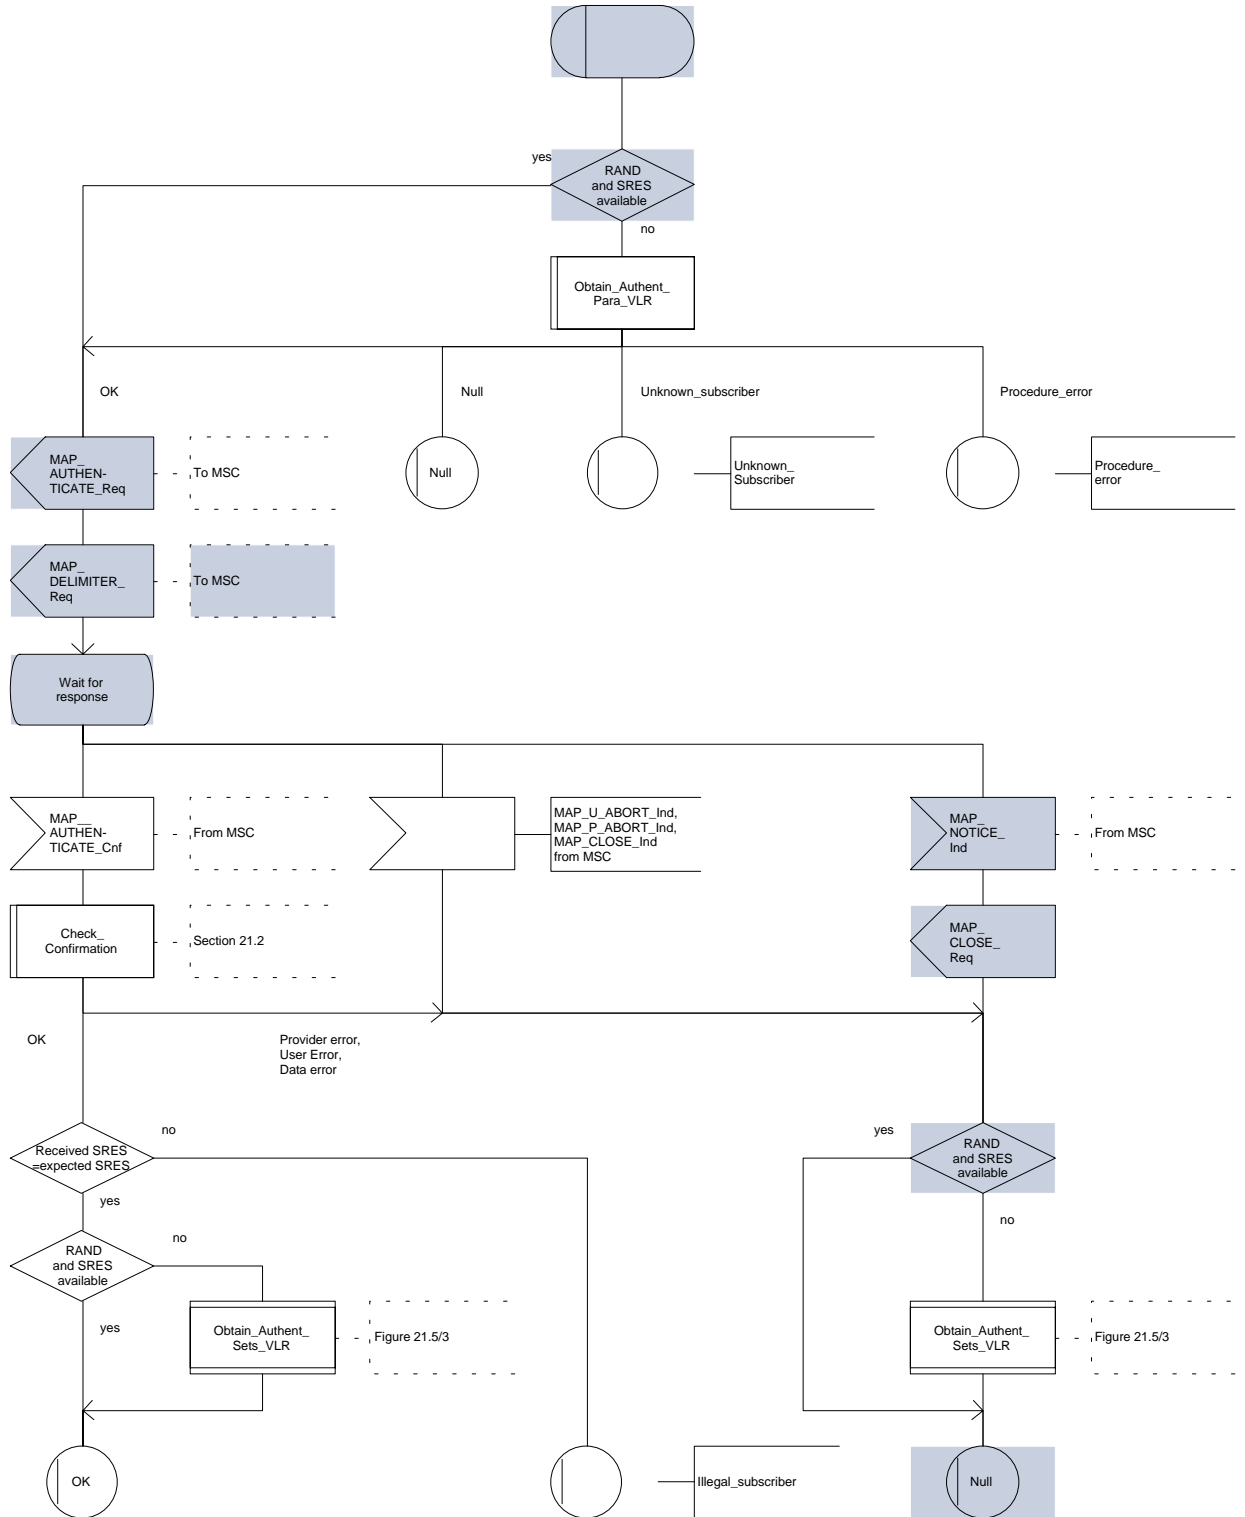 yes
RAND
and SRES
available
no
Obtain_Authent_
Para_VLR
OK
Null
Unknown_subscriber
Procedure_error
MAP_
AUTHEN-
TICATE_Req
To MSC
Null
Unknown_
Subscriber
Procedure_
error
MAP_
DELIMITER_
Req
To MSC
Wait for
response
MAP__
AUTHEN-
TICATE_Cnf
From MSC
MAP_U_ABORT_Ind,
MAP_P_ABORT_Ind,
MAP_CLOSE_Ind
from MSC
MAP_
NOTICE_
Ind
From MSC
Check_
Confirmation
Section 21.2
MAP_
CLOSE_
Req
OK
Provider error,
User Error,
Data error
Received SRES
=expected SRES
no
yes
yes
RAND
and SRES
available
no
RAND
and SRES
available
no
yes
Obtain_Authent_
Sets_VLR
Figure 21.5/3
Obtain_Authent_
Sets_VLR
Figure 21.5/3
OK
Illegal_subscriber
Null